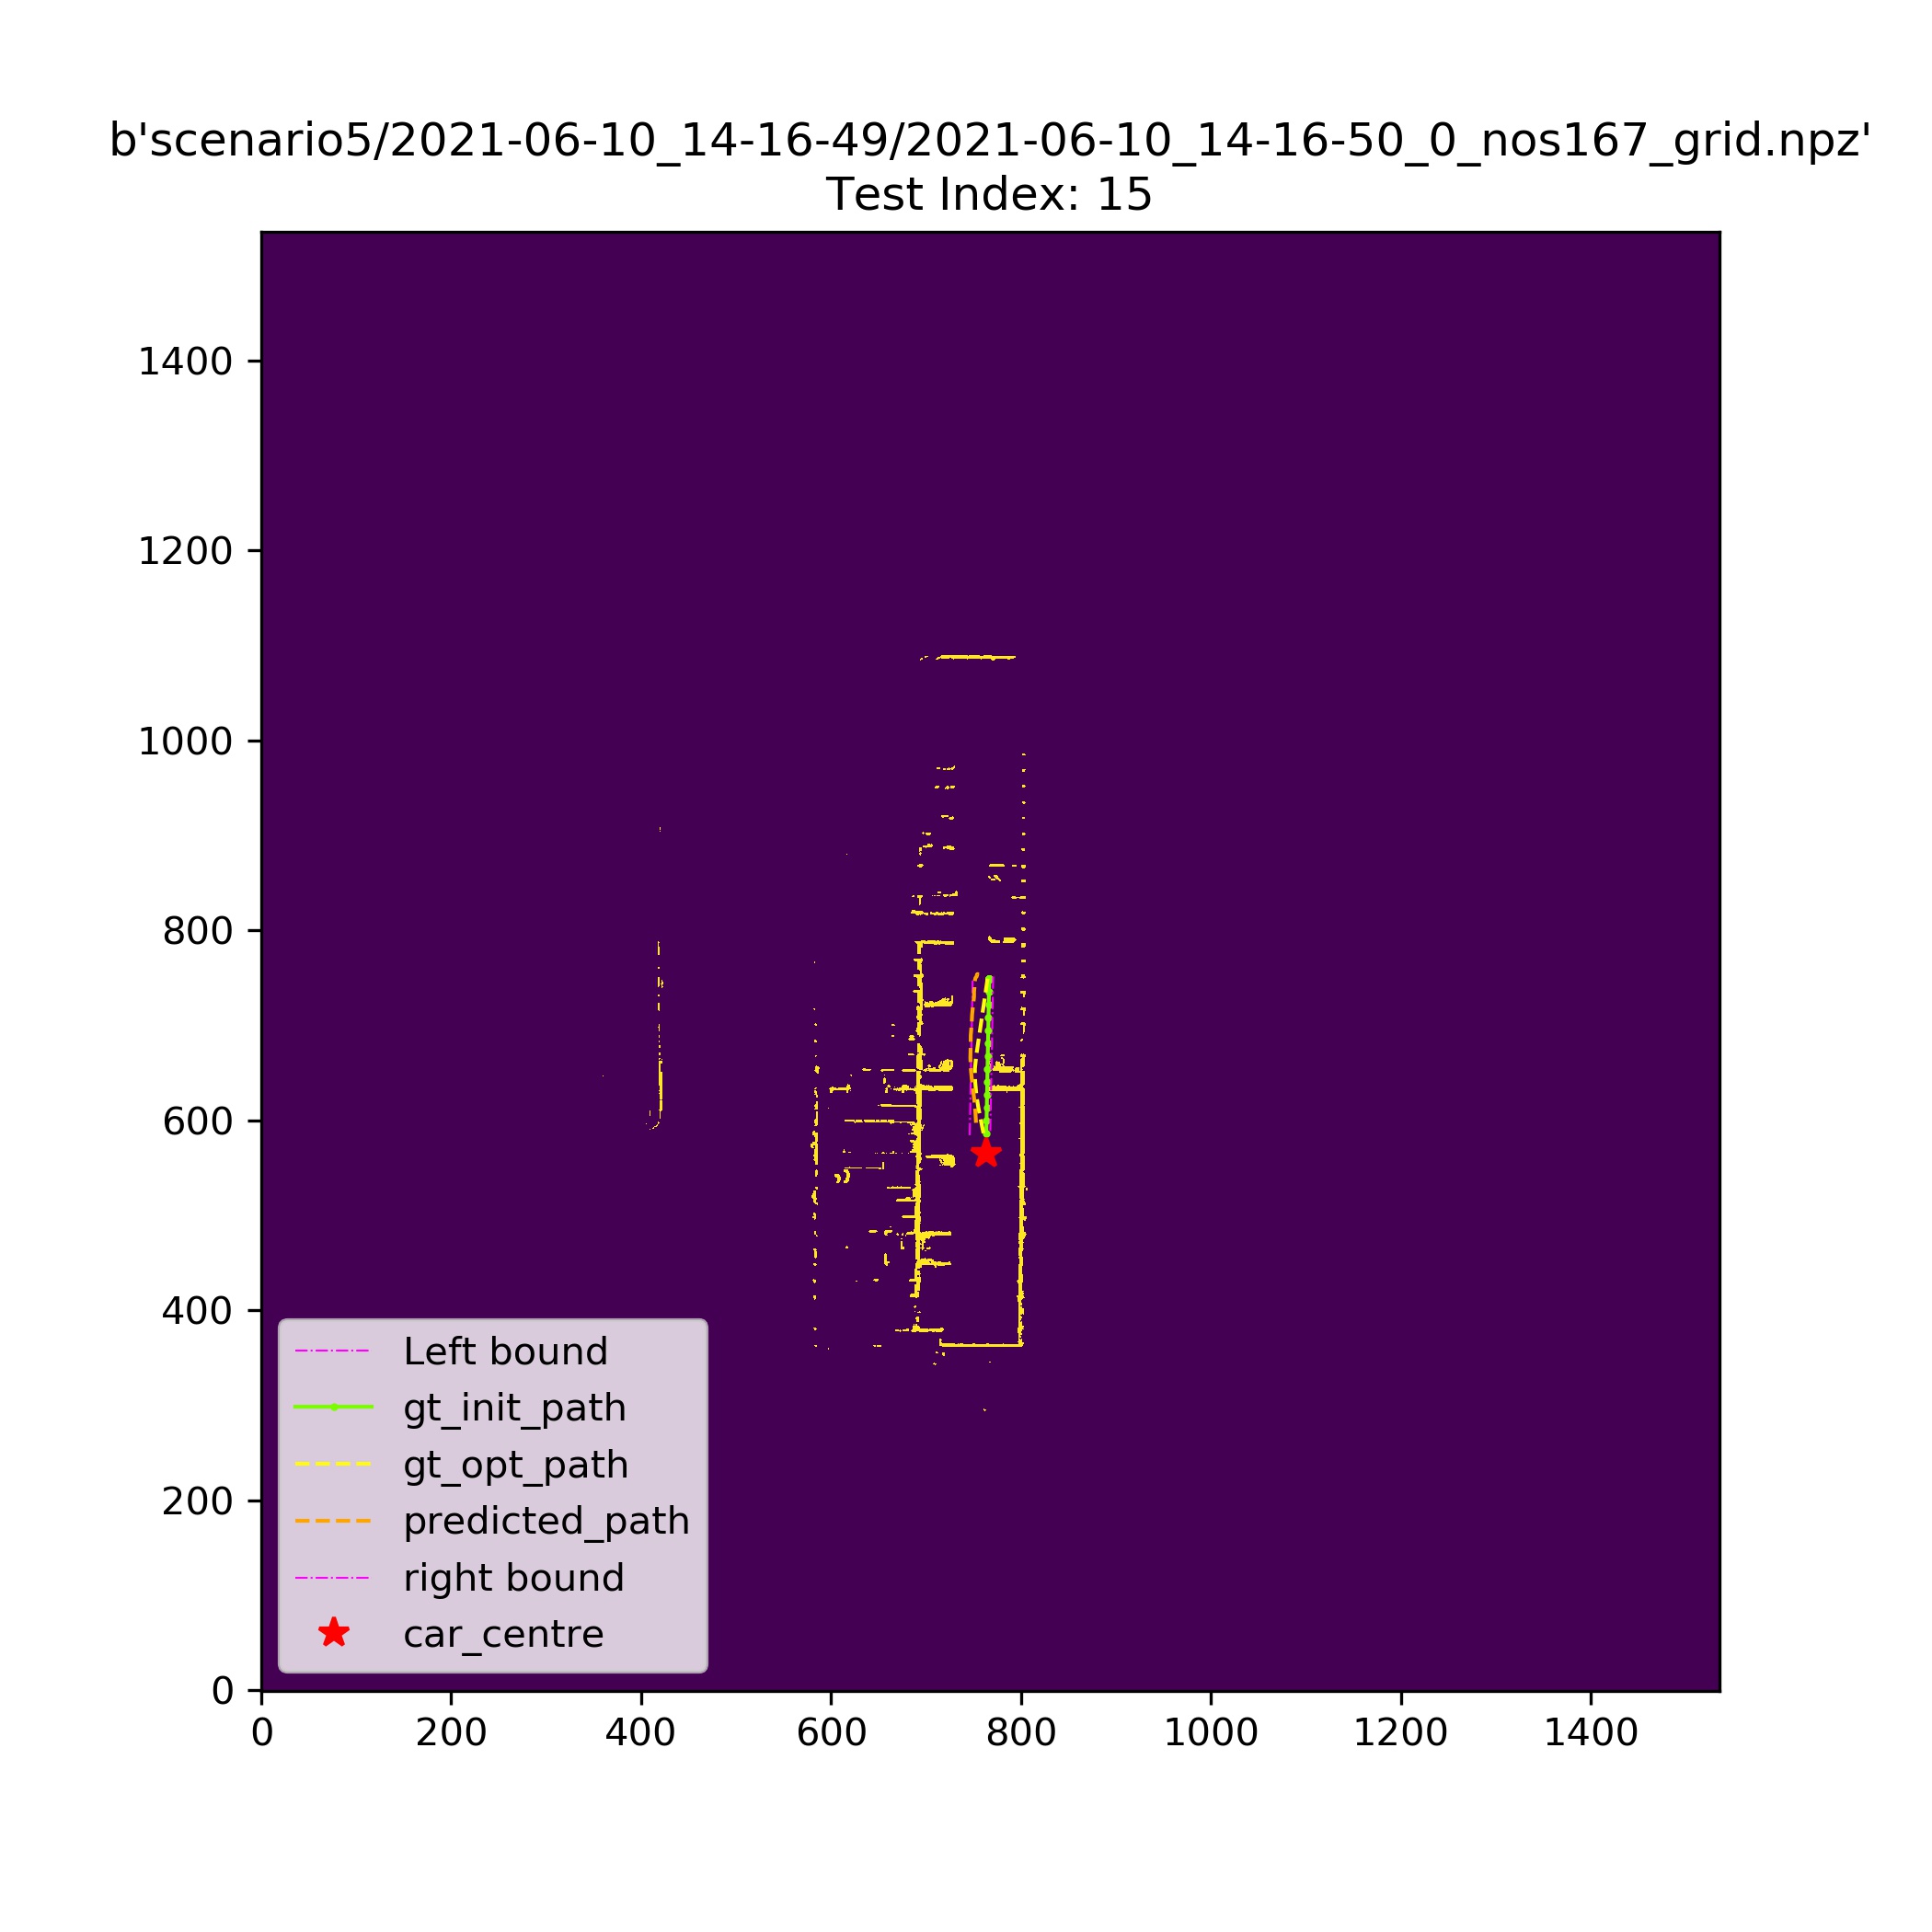 b'scenario5/2021-06-10_14-16-49/2021-06-10_14-16-50_0_nos167_grid.npz'
Test Index: 15
1400
1200
1000
800
600
400
200
0
Left bound
gt_init_path
gt_opt_path
predicted_path
right bound
car_centre
0 200 400 600 800 1000 1200 1400